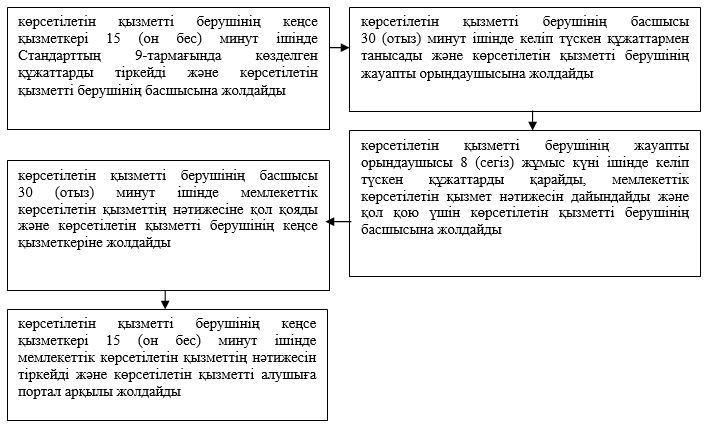 көрсетілетін қызметті берушінің кеңсе
қызметкері 15 (он бес) минут ішінде
Стандарттың 9-тармағында көзделген
құжаттарды тіркейді және көрсетілетін
қызметті берушінің басшысына жолдайды
көрсетілетін қызметті берушінің басшысы
30 (отыз) минут ішінде келіп түскен құжаттармен
танысады және көрсетілетін қызметті берушінің
жауапты орындаушысына жолдайды
көрсетілетін қызметті берушінің жауапты
орындаушысы 8 (сегіз) жұмыс күні ішінде келіп
түскен құжаттарды қарайды, мемлекеттік
көрсетілетін қызмет нәтижесін дайындайды және
қол қою үшін көрсетілетін қызметті берушінің
басшысына жолдайды
көрсетілетін қызметті берушінің басшысы
30 (отыз) минут ішінде мемлекеттік
көрсетілетін қызметтің нәтижесіне қол қояды
және көрсетілетін қызметті берушінің кеңсе
қызметкеріне жолдайды
көрсетілетін қызметті берушінің кеңсе
қызметкері 15 (он бес) минут ішінде
мемлекеттік көрсетілетін қызметтің нәтижесін
тіркейді және көрсетілетін қызметті алушыға
портал арқылы жолдайды